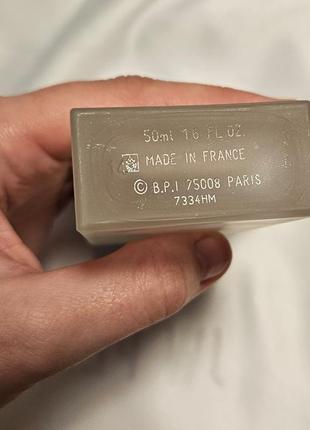 50ml 1.6 FL OZ.
MADE IN FRANCE
© B.P.I 75008 PARIS
7334HM